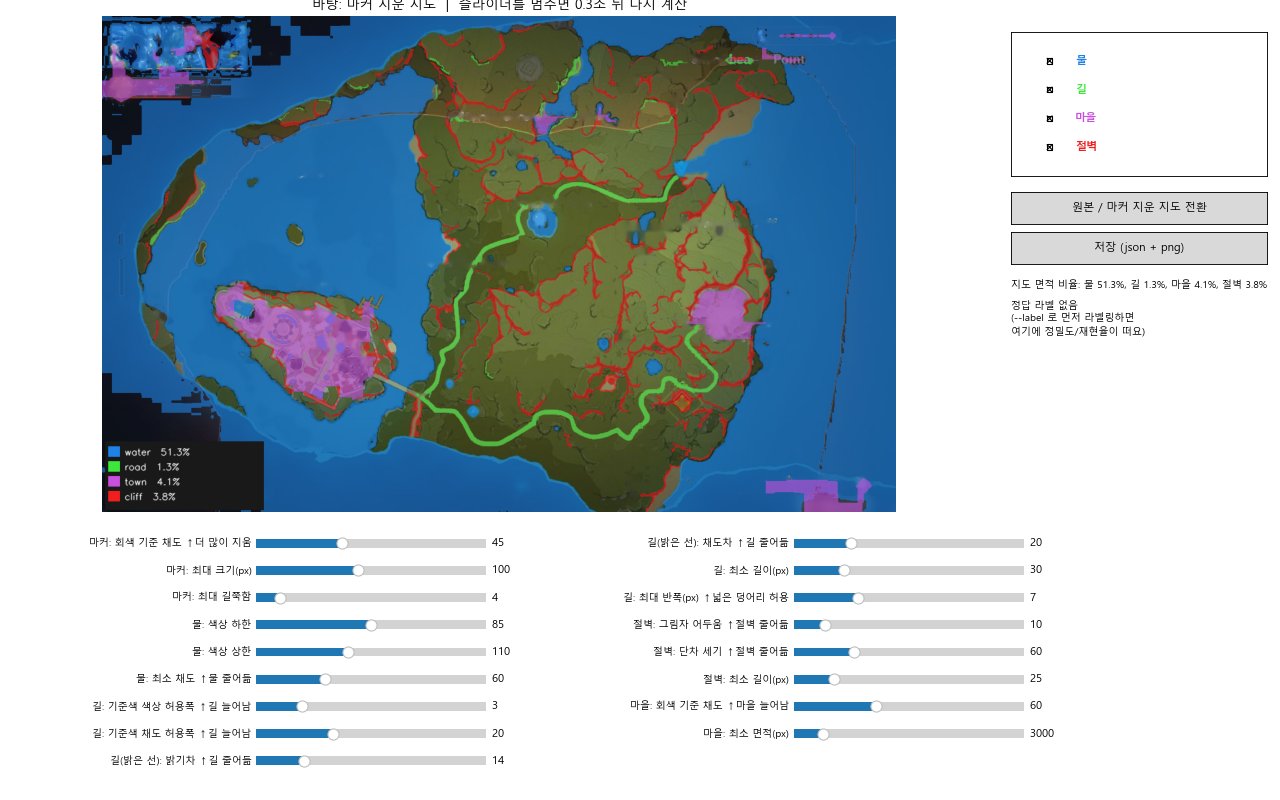 바탕: 마커 지운 지도 | 슬라이더를 멈추면 0.3초 뒤 다시 계산
Point
water 51.3%
road 1.3%
town 4.1%
cliff 3.8%
물
길
마을
절벽
원본 / 마커 지운 지도 전환
저장 (json + png)
지도 면적 비율: 물 51.3%, 길 1.3%, 마을 4.1%, 절벽 3.8%
정답 라벨 없음
(--label 로 먼저 라벨링하면
여기에 정밀도/재현율이 떠요)
마커: 회색 기준 채도 ↑더 많이 지움 45
마커: 최대 크기(px) 100
마커: 최대 길쭉함 4
물: 색상 하한 85
물: 색상 상한 110
물: 최소 채도 ↑물 줄어듦 60
길: 기준색 색상 허용폭 ↑길 늘어남 3
길: 기준색 채도 허용폭 ↑길 늘어남 20
길(밝은 선): 밝기차 ↑길 줄어듦 14
길(밝은 선): 채도차 ↑길 줄어듦 20
길: 최소 길이(px) 30
길: 최대 반폭(px) ↑넓은 덩어리 허용 7
절벽: 그림자 어두움 ↑절벽 줄어듦 10
절벽: 단차 세기 ↑절벽 줄어듦 60
절벽: 최소 길이(px) 25
마을: 회색 기준 채도 ↑마을 늘어남 60
마을: 최소 면적(px) 3000